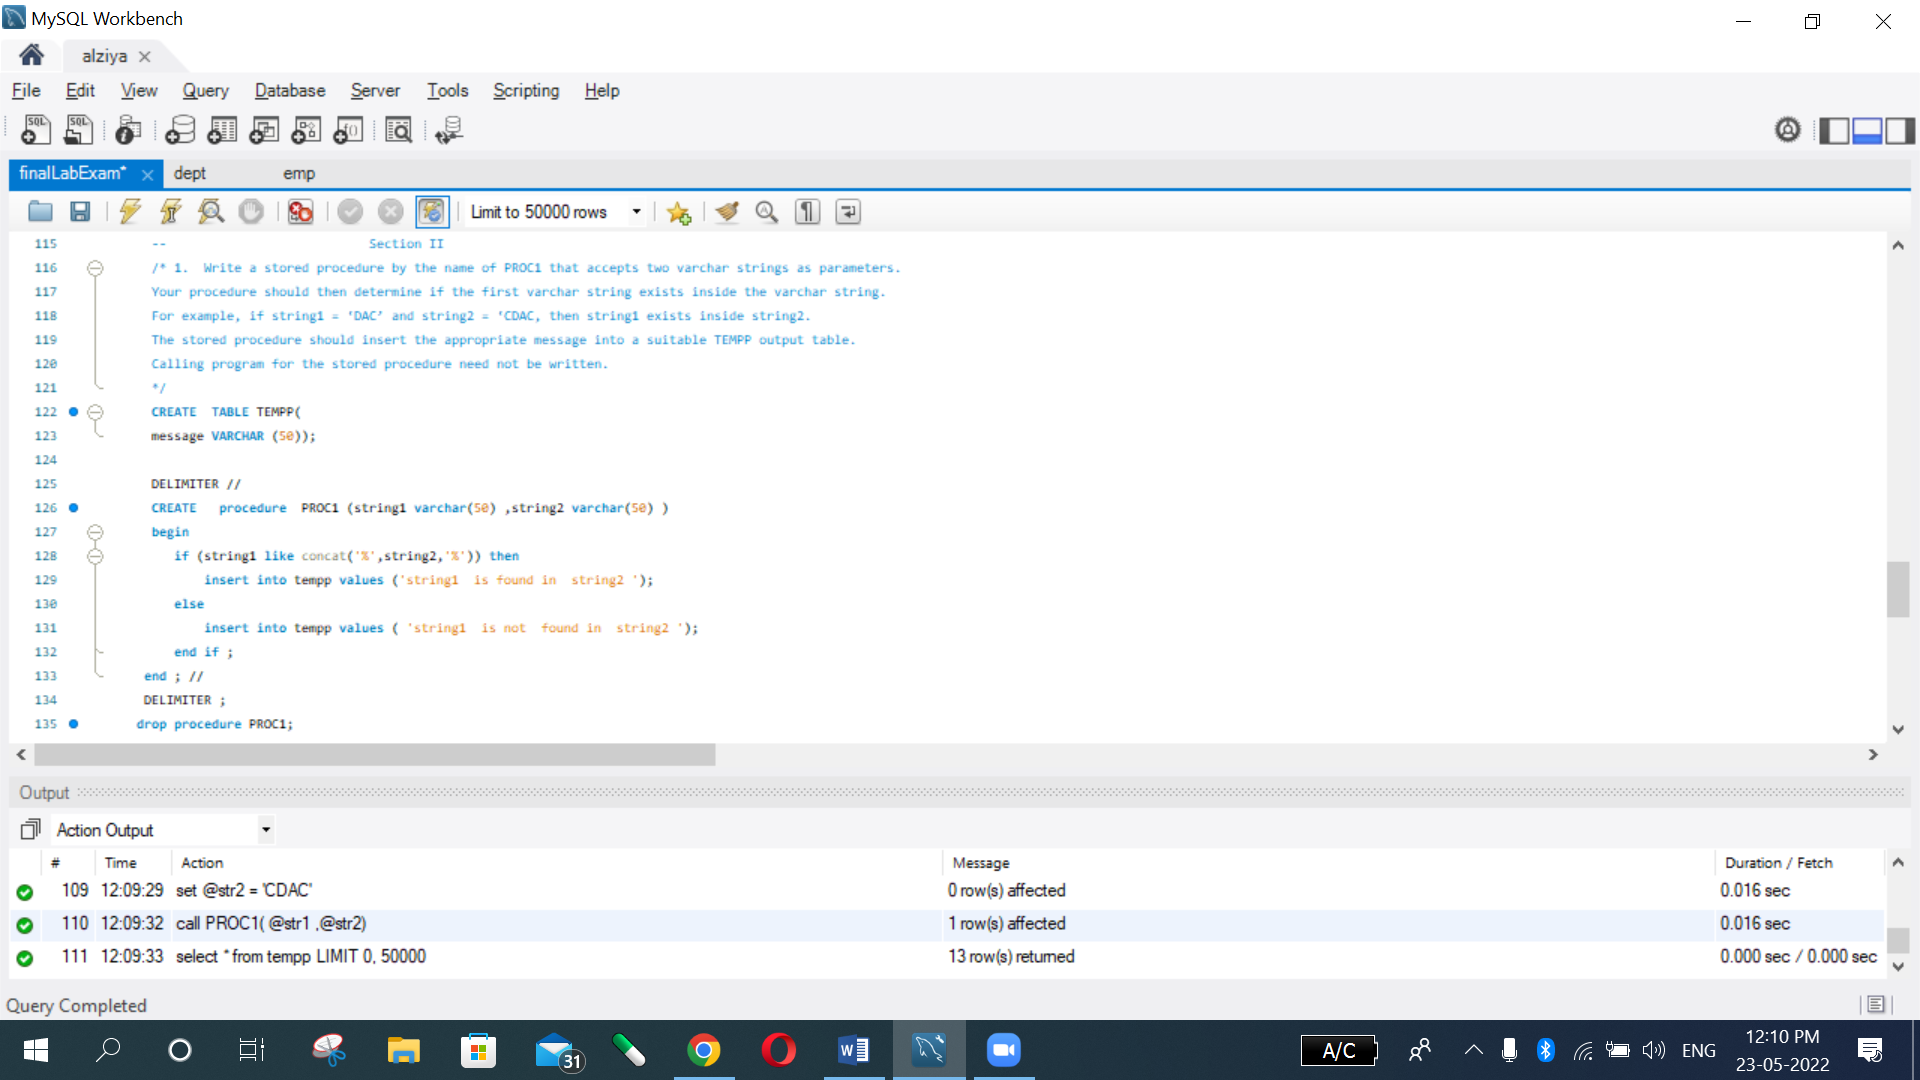 MySQL Workbench
alziya
File Edit View Query Database Server Tools Scripting Help
finalLabExam* dept emp
Limit to 50000 rows
115 -- Section II
116 /* 1. Write a stored procedure by the name of PROC1 that accepts two varchar strings as parameters.
117 Your procedure should then determine if the first varchar string exists inside the varchar string.
118 For example, if string1 = ‘DAC’ and string2 = ‘CDAC, then string1 exists inside string2.
119 The stored procedure should insert the appropriate message into a suitable TEMPP output table.
120 Calling program for the stored procedure need not be written.
121 */
122 CREATE TABLE TEMPP(
123 message VARCHAR (50));
124
125 DELIMITER //
126 CREATE procedure PROC1 (string1 varchar(50) ,string2 varchar(50) )
127 begin
128 if (string1 like concat('%',string2,'%')) then
129 insert into tempp values ('string1 is found in string2 ');
130 else
131 insert into tempp values ( 'string1 is not found in string2 ');
132 end if ;
133 end ; //
134 DELIMITER ;
135 drop procedure PROC1;
Output
Action Output
# Time Action Message Duration / Fetch
109 12:09:29 set @str2 = 'CDAC' 0 row(s) affected 0.016 sec
110 12:09:32 call PROC1( @str1 ,@str2) 1 row(s) affected 0.016 sec
111 12:09:33 select * from tempp LIMIT 0, 50000 13 row(s) returned 0.000 sec / 0.000 sec
Query Completed
31
A/C
ENG
12:10 PM
23-05-2022